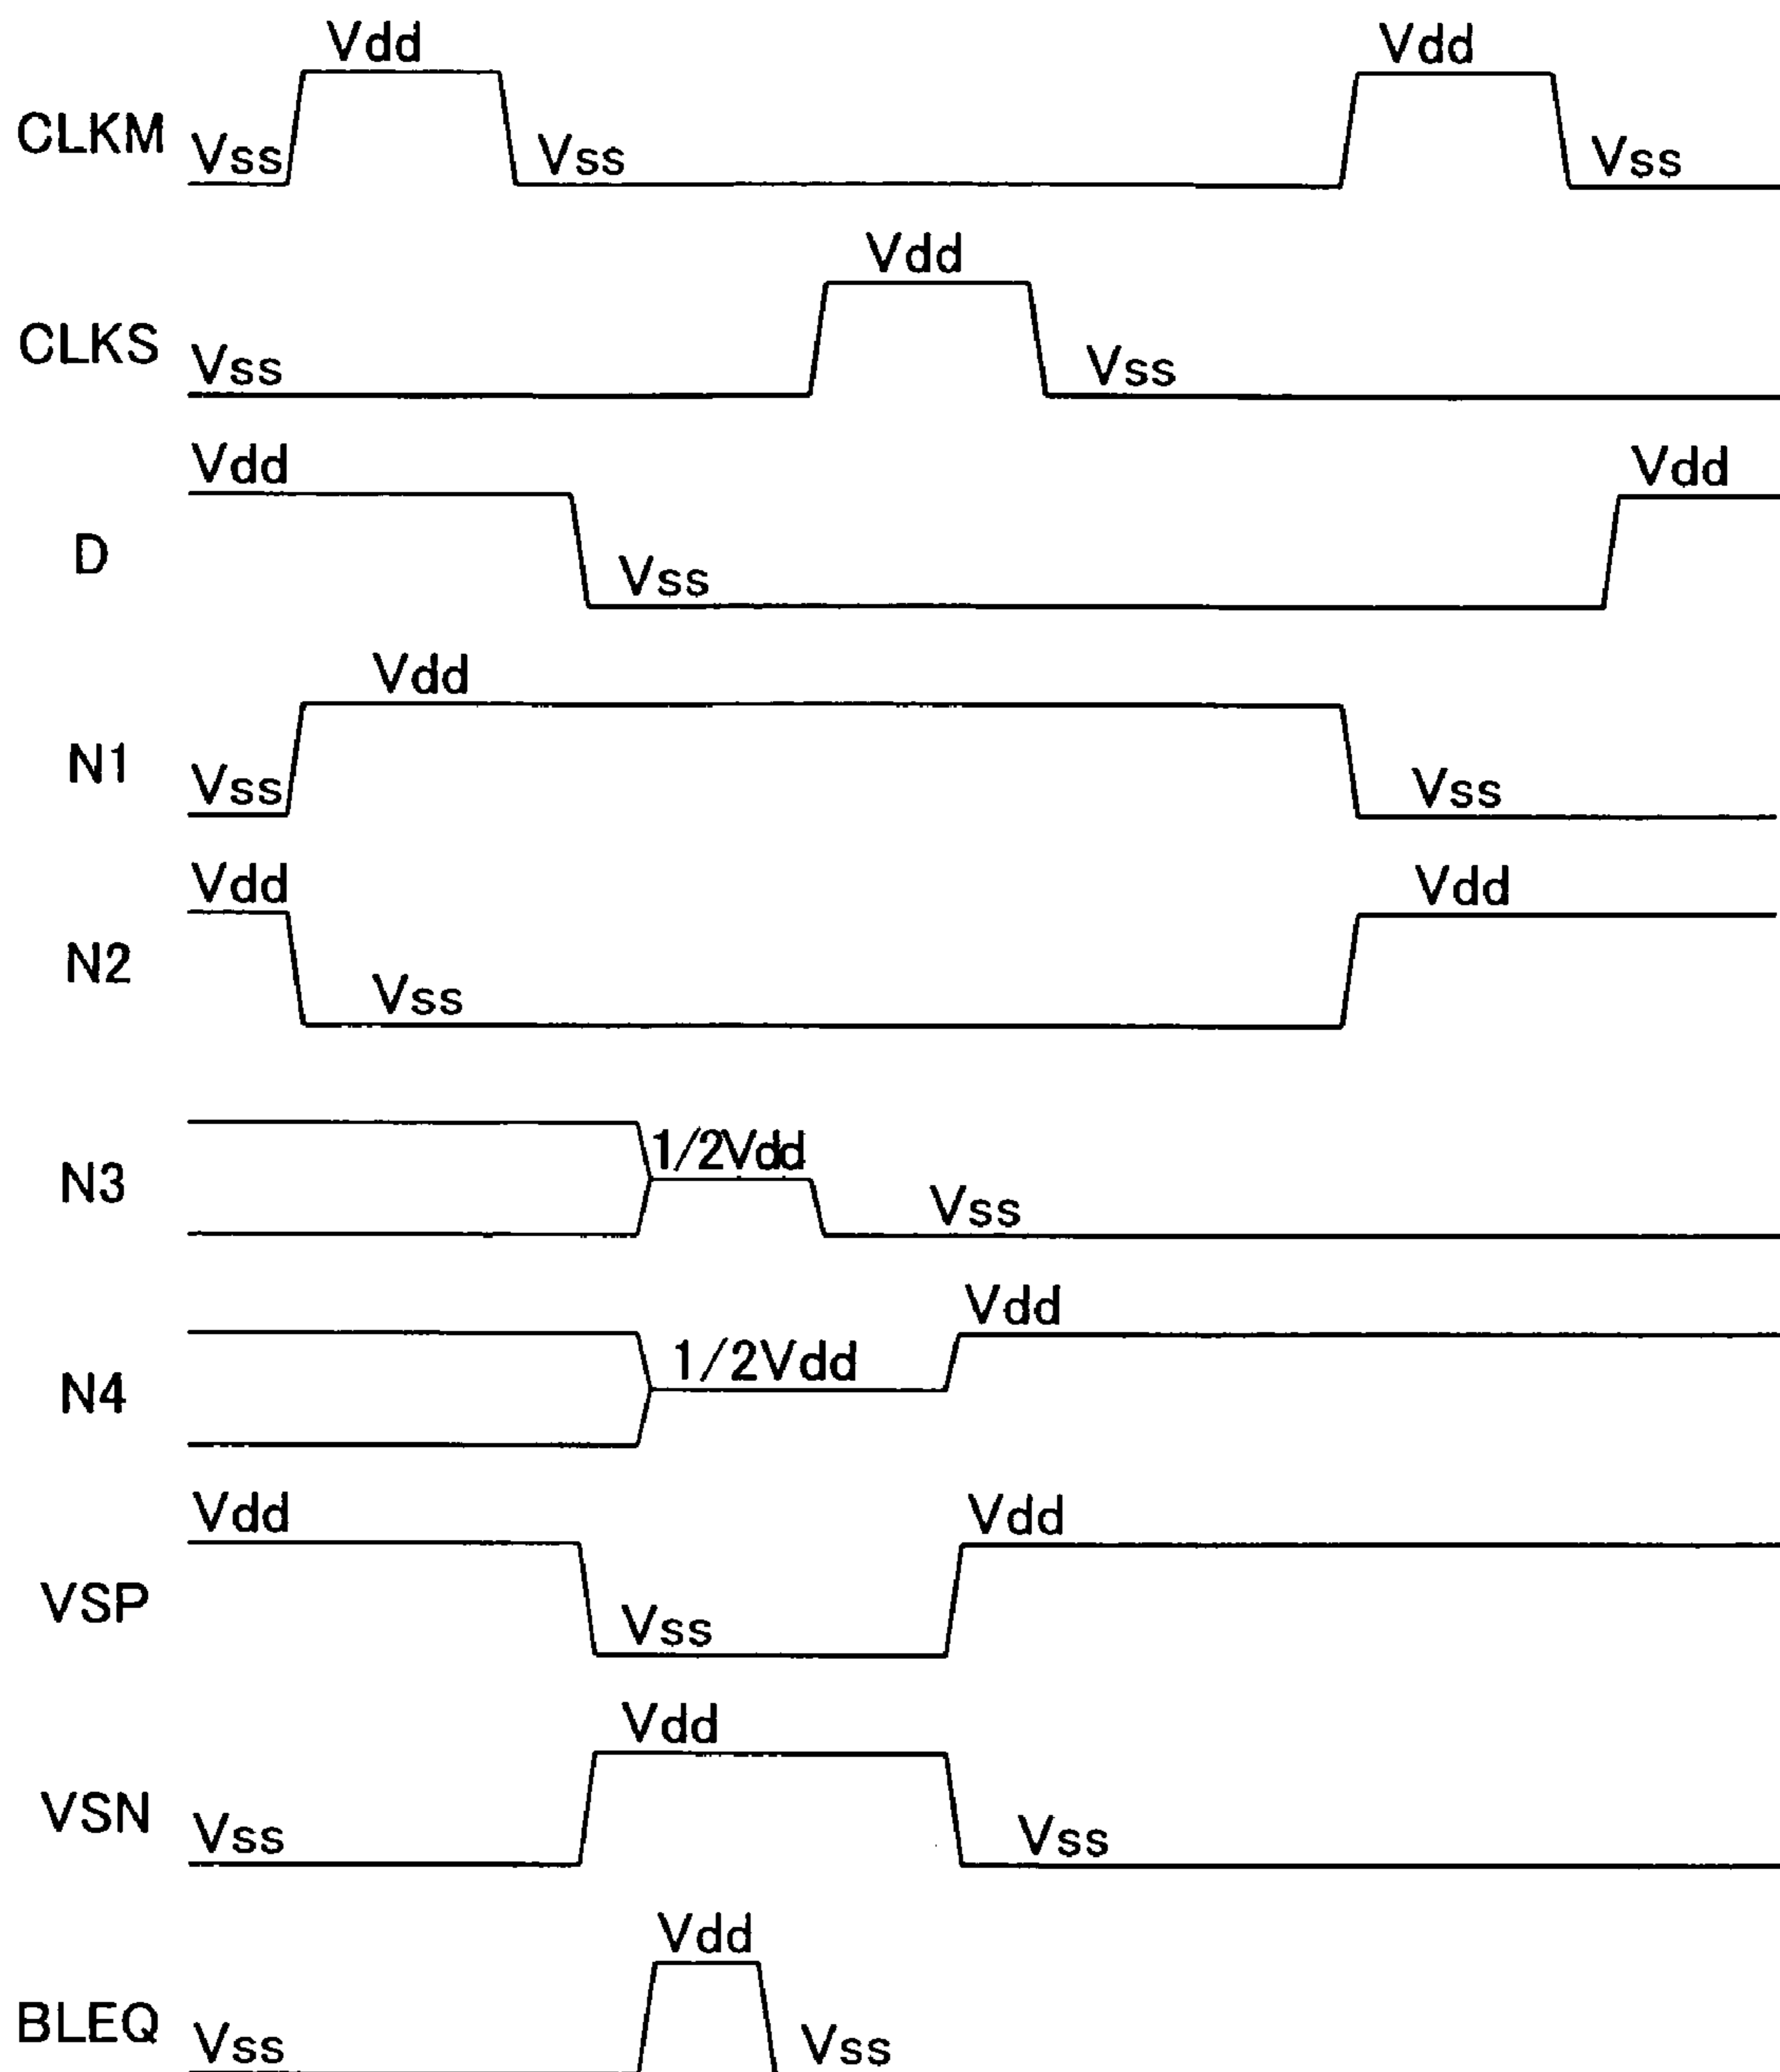 Vdd Vdd
CLKM Vss Vss Vss
Vdd
CLKS Vss Vss
Vdd Vdd
D Vss
Vdd
N1 Vss Vss
Vdd Vdd
N2 Vss
1/2Vdd
N3 Vss
Vdd
1/2Vdd
N4
Vdd Vdd
VSP Vss
Vdd
VSN Vss Vss
Vdd
BLEQ Vss Vss